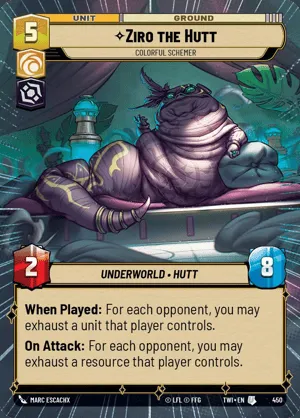 UNIT GROUND
5
✧ZIRO THE HUTT
COLORFUL SCHEMER
2
8
UNDERWORLD • HUTT
When Played: For each opponent, you may
exhaust a unit that player controls.
On Attack: For each opponent, you may
exhaust a resource that player controls.
MARC ESCACHX © LFL © FFG TWI • EN 450